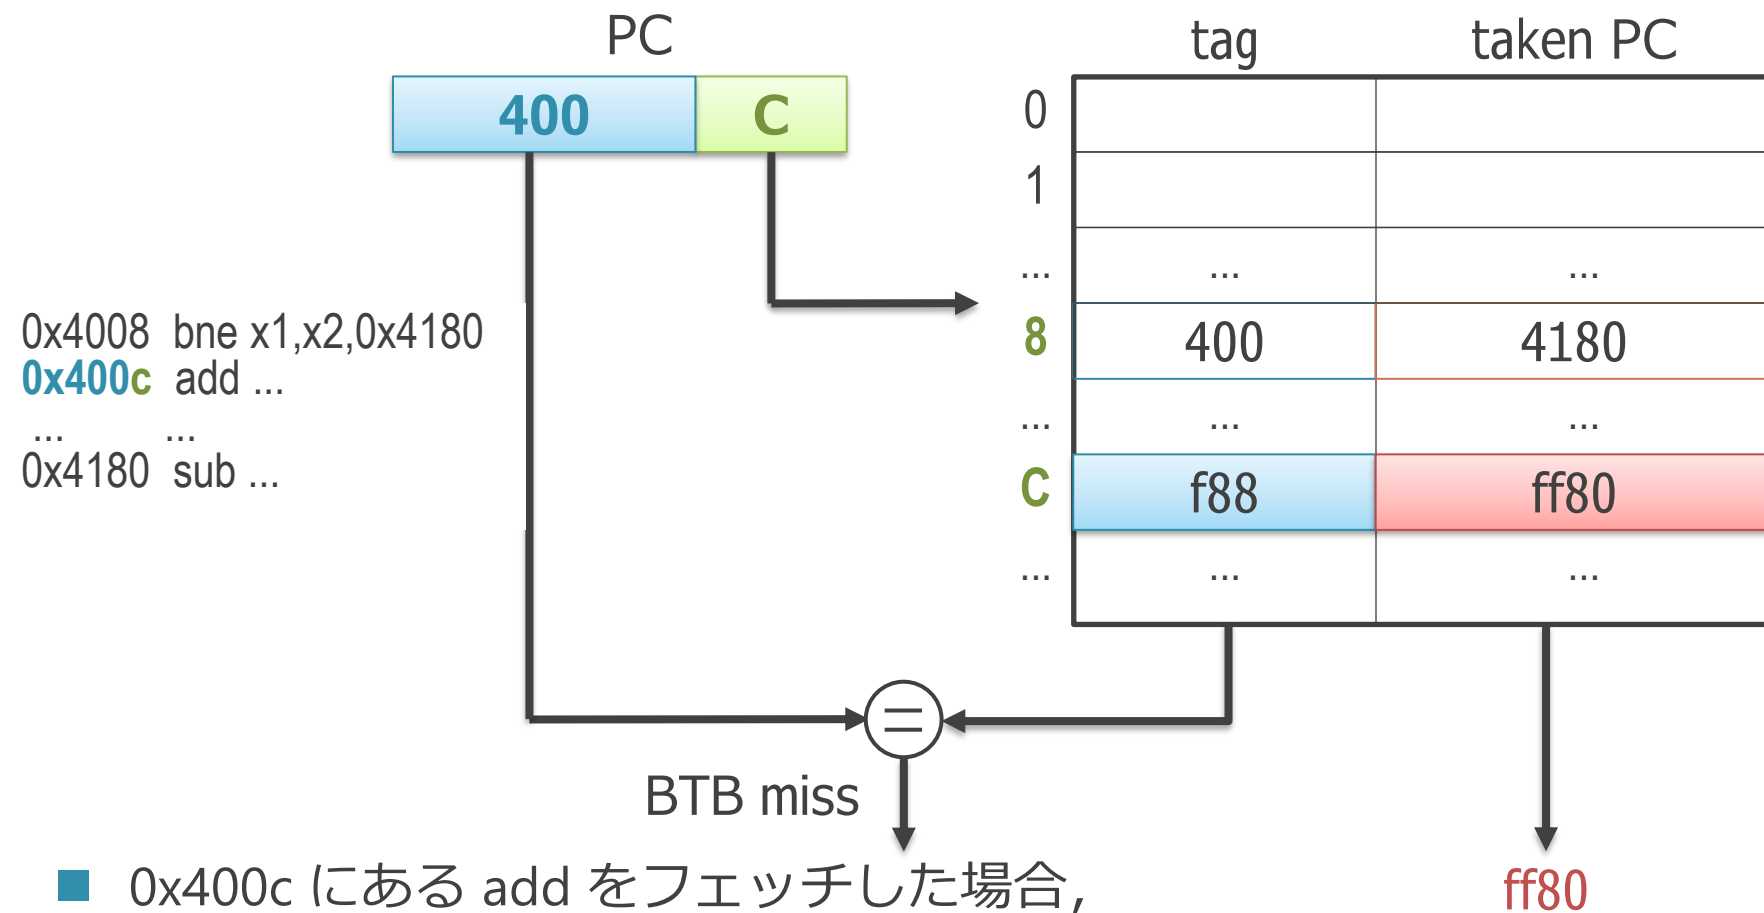 PC
400 C
tag taken PC
0
1
... ... ...
8 400 4180
... ... ...
C f88 ff80
... ... ...
0x4008 bne x1,x2,0x4180
0x400c add ...
... ...
0x4180 sub ...
=
BTB miss
■ 0x400c にある add をフェッチした場合,
ff80